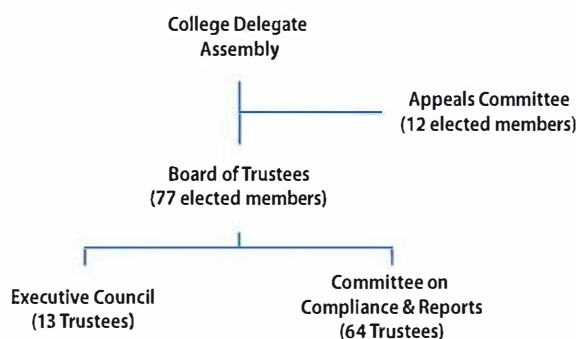 College Delegate
Assembly
Appeals Committee
(12 elected members)
Board of Trustees
(77 elected members)
Executive Council
(13 Trustees)
Committee on
Compliance & Reports
(64 Trustees)